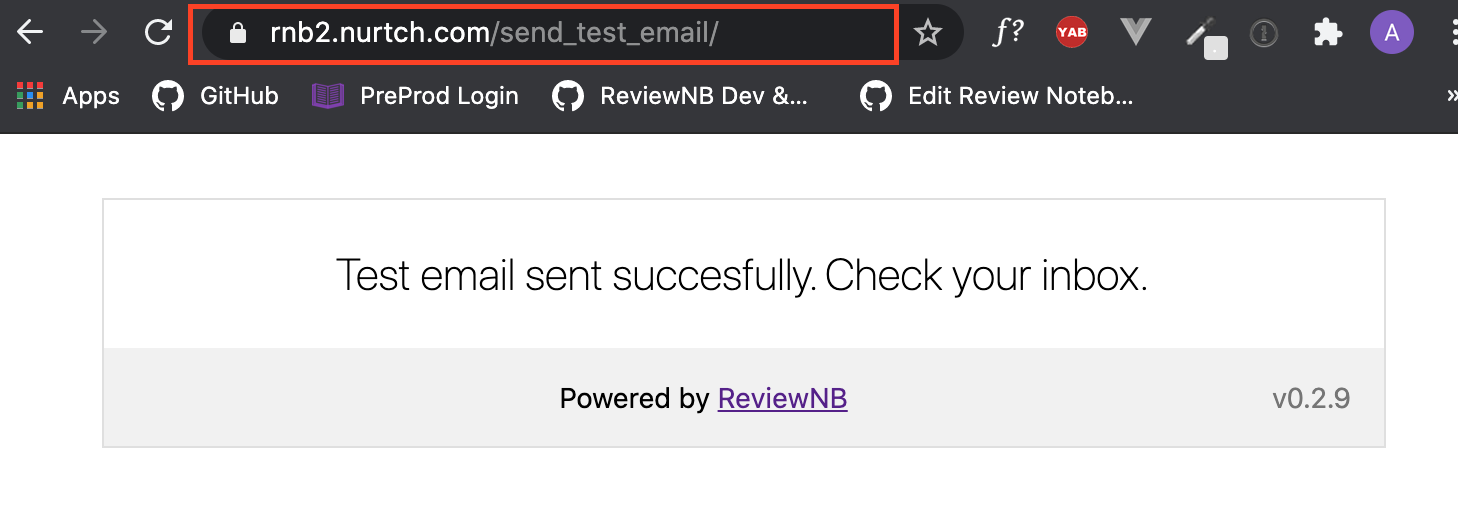 rnb2.nurtch.com/send_test_email/
f?
YAB
A
Apps
GitHub
PreProd Login
ReviewNB Dev &...
Edit Review Noteb...
»
Test email sent succesfully. Check your inbox.
Powered by ReviewNB
v0.2.9